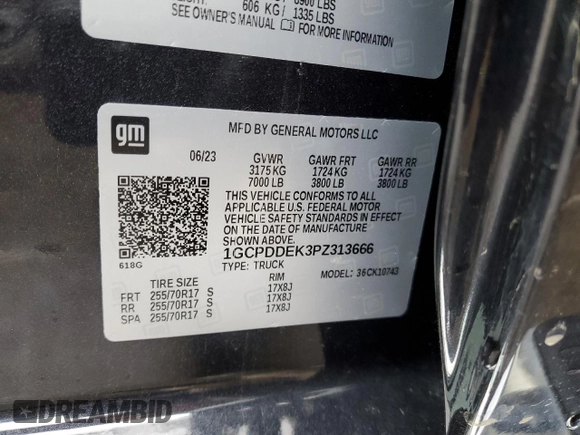 6900 LBS
606 KG / 1335 LBS
SEE OWNER'S MANUAL FOR MORE INFORMATION
gm
MFD BY GENERAL MOTORS LLC
06/23 GVWR GAWR FRT GAWR RR
3175 KG 1724 KG 1724 KG
7000 LB 3800 LB 3800 LB
THIS VEHICLE CONFORMS TO ALL
APPLICABLE U.S. FEDERAL MOTOR
VEHICLE SAFETY STANDARDS IN EFFECT ON
THE DATE OF MANUFACTURE SHOWN
ABOVE.
1GCPDDEK3PZ313666
TYPE: TRUCK MODEL: 36CK10743
618G
TIRE SIZE RIM
FRT 255/70R17 S 17X8J
RR 255/70R17 S 17X8J
SPA 255/70R17 S 17X8J
DREAMBID